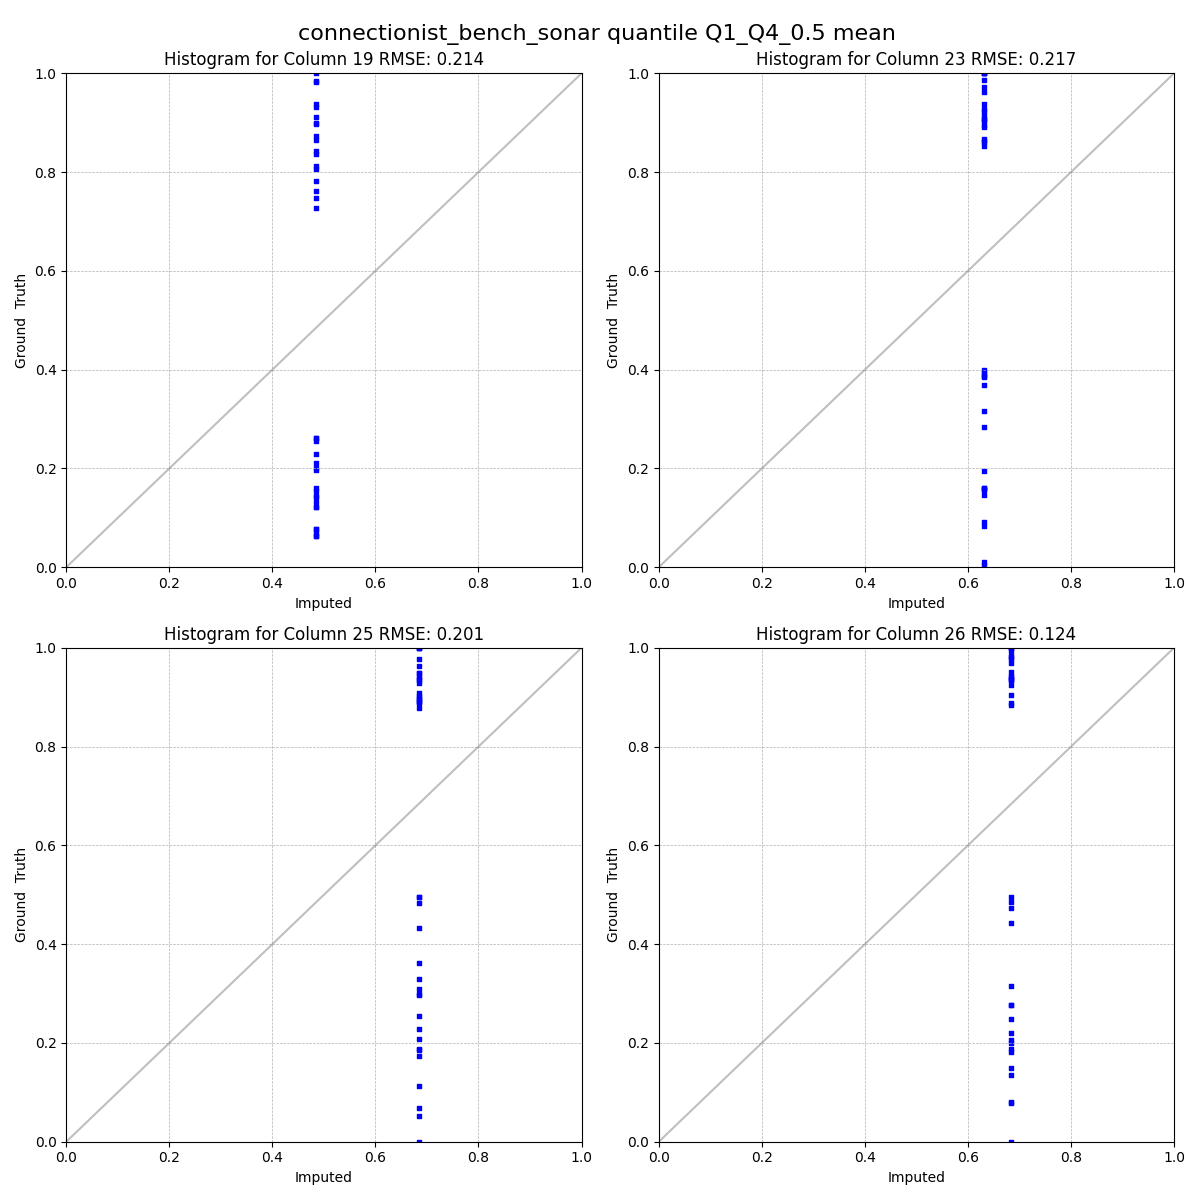 connectionist_bench_sonar quantile Q1_Q4_0.5 mean
Histogram for Column 19 RMSE: 0.214
1.0
0.8
0.6
0.4
0.2
0.0
Ground Truth
0.0 0.2 0.4 0.6 0.8 1.0
Imputed
Histogram for Column 23 RMSE: 0.217
1.0
0.8
0.6
0.4
0.2
0.0
Ground Truth
0.0 0.2 0.4 0.6 0.8 1.0
Imputed
Histogram for Column 25 RMSE: 0.201
1.0
0.8
0.6
0.4
0.2
0.0
Ground Truth
0.0 0.2 0.4 0.6 0.8 1.0
Imputed
Histogram for Column 26 RMSE: 0.124
1.0
0.8
0.6
0.4
0.2
0.0
Ground Truth
0.0 0.2 0.4 0.6 0.8 1.0
Imputed